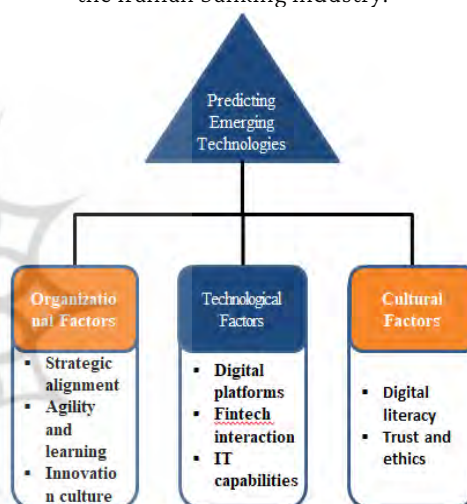 the Iranian banking industry.
Predicting
Emerging
Technologies
Organizatio
nal Factors
Strategic
alignment
Agility
and
learning
Innovatio
n culture
Technological
Factors
Digital
platforms
Fintech
interaction
IT
capabilities
Cultural
Factors
Digital
literacy
Trust and
ethics